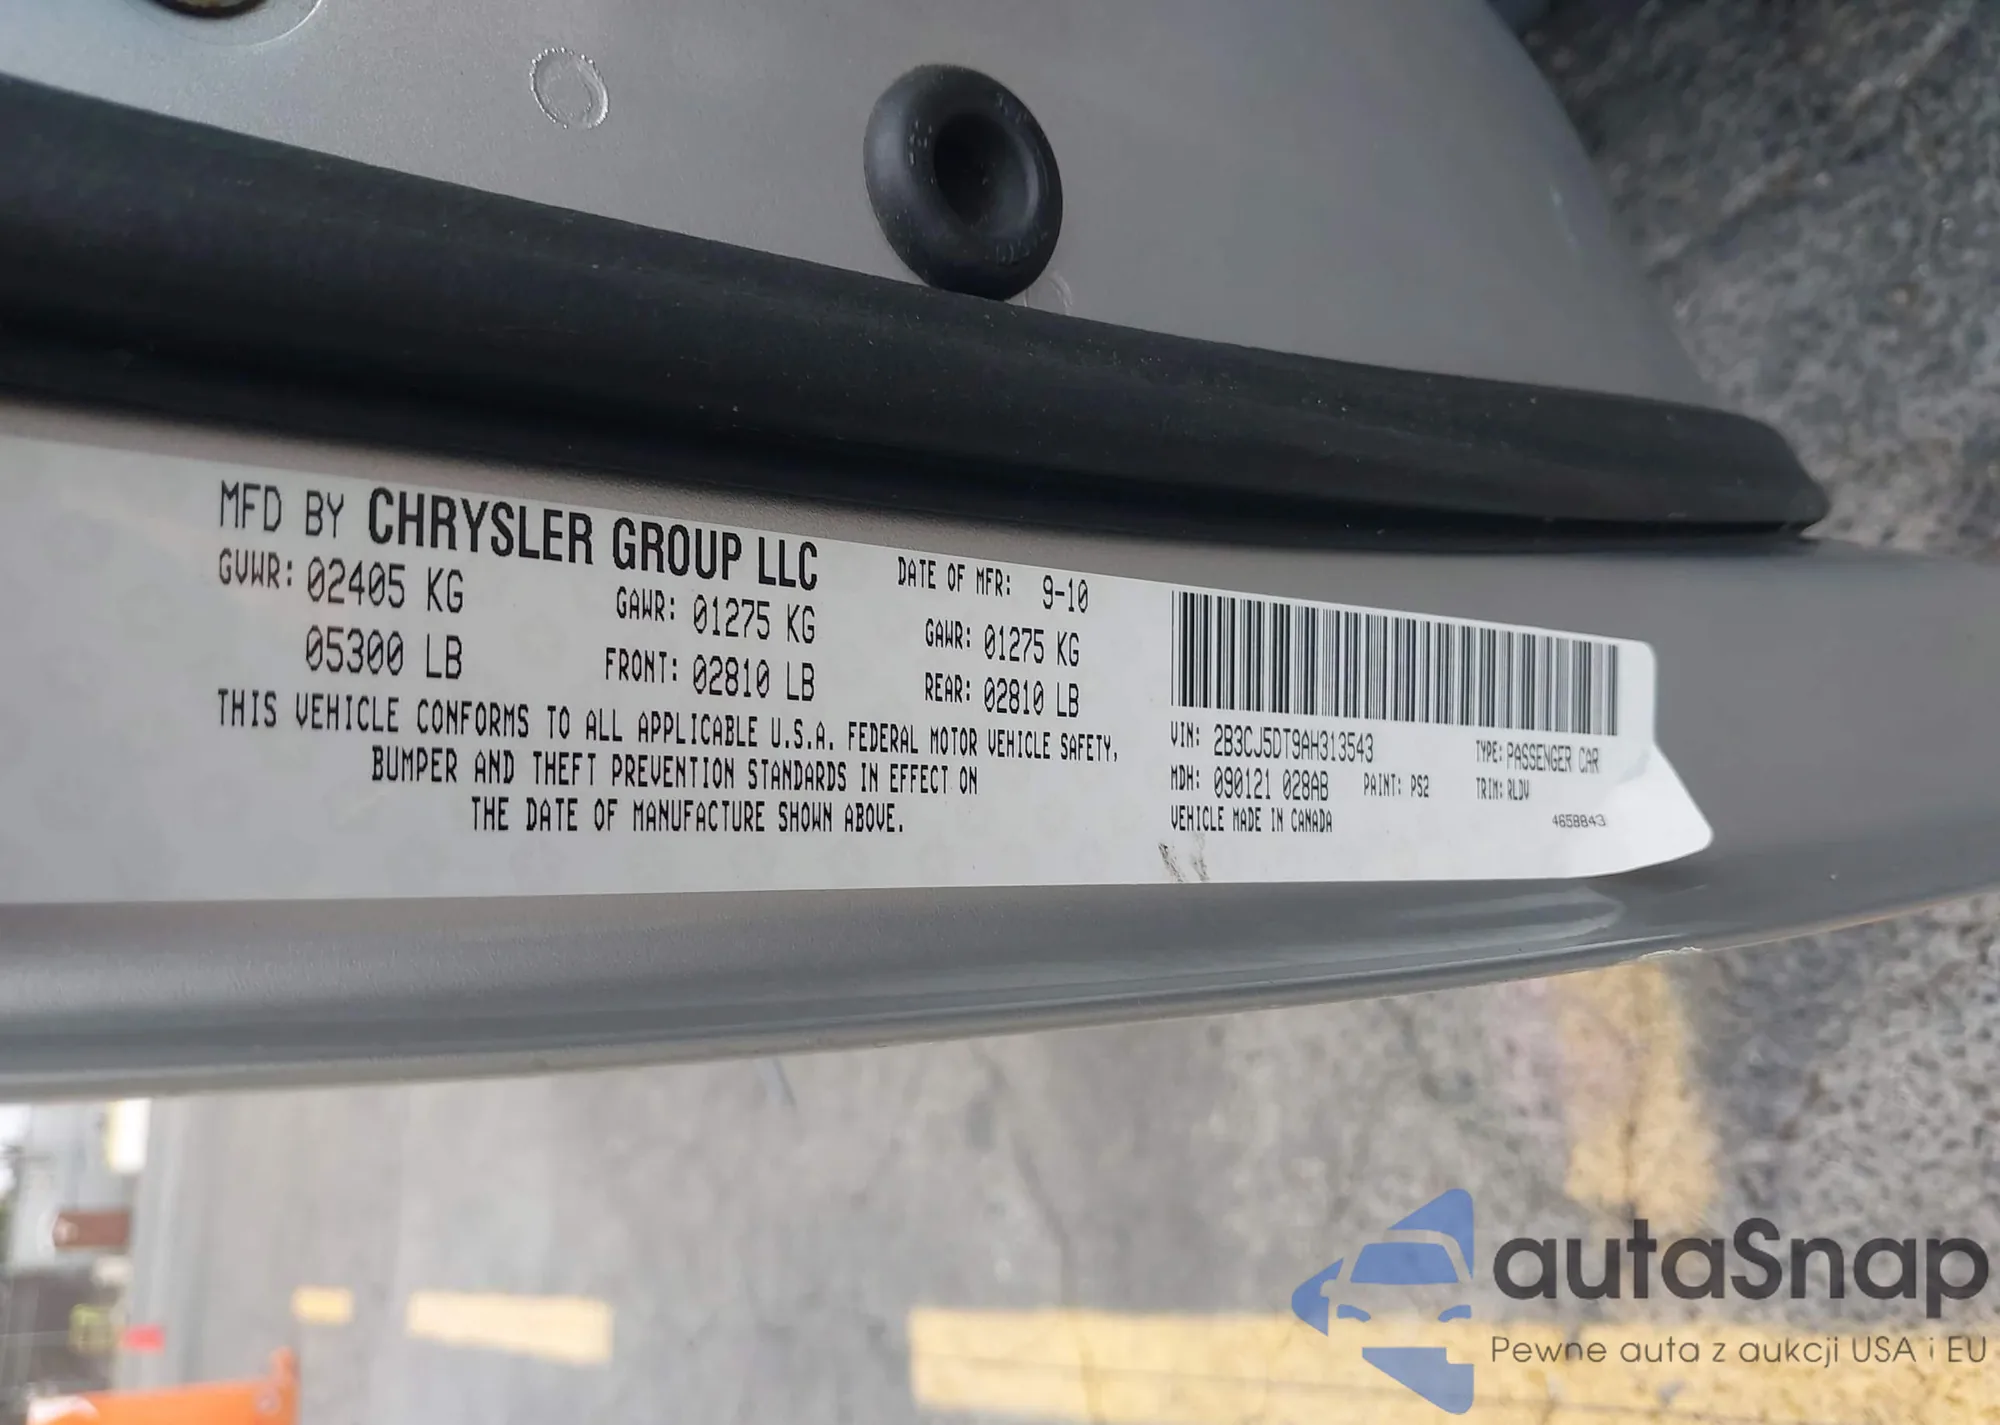 MFD BY CHRYSLER GROUP LLC
DATE OF MFR: 9-10
GVWR: 02405 KG
GAWR: 01275 KG
GAWR: 01275 KG
05300 LB
FRONT: 02810 LB
REAR: 02810 LB
THIS VEHICLE CONFORMS TO ALL APPLICABLE U.S.A. FEDERAL MOTOR VEHICLE SAFETY,
BUMPER AND THEFT PREVENTION STANDARDS IN EFFECT ON
THE DATE OF MANUFACTURE SHOWN ABOVE.
VIN: 2B3CJ5DT9AH313543
TYPE: PASSENGER CAR
MDH: 090121 028AB
PAINT: PS2
TRIM: RLDV
VEHICLE MADE IN CANADA
4658843
autaSnap
Pewne auta z aukcji USA i EU